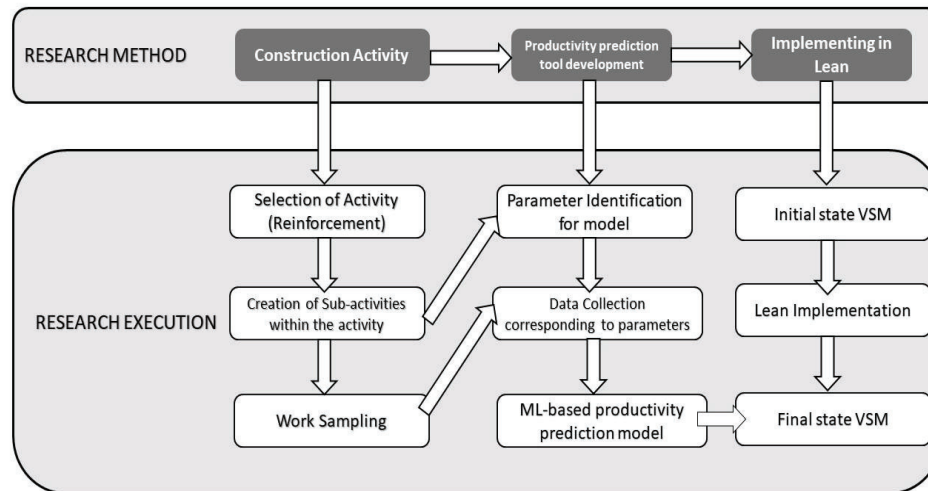 RESEARCH METHOD
Construction Activity
Productivity prediction
tool development
Implementing in
Lean
RESEARCH EXECUTION
Selection of Activity
(Reinforcement)
Parameter Identification
for model
Initial state VSM
Creation of Sub-activities
within the activity
Data Collection
corresponding to parameters
Lean Implementation
Work Sampling
ML-based productivity
prediction model
Final state VSM